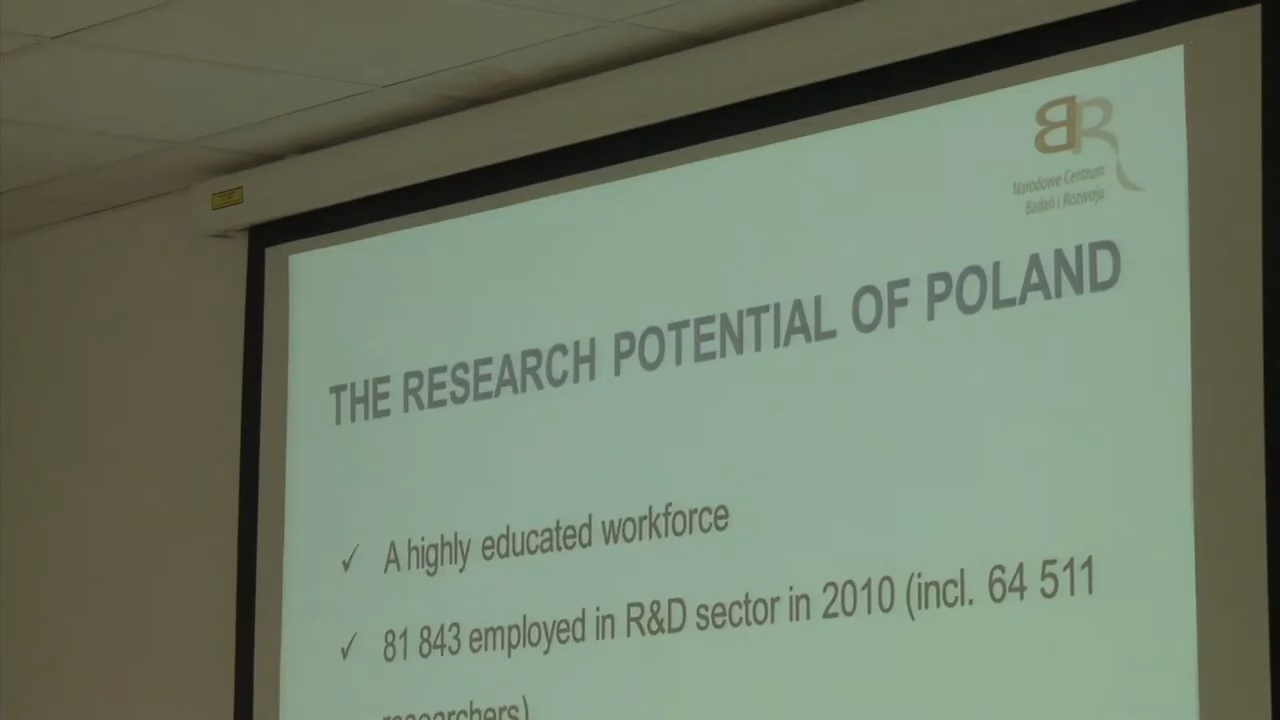 BR
Narodowe Centrum
Badań i Rozwoju
THE RESEARCH POTENTIAL OF POLAND
✓ A highly educated workforce
✓ 81 843 employed in R&D sector in 2010 (incl. 64 511
researchers)